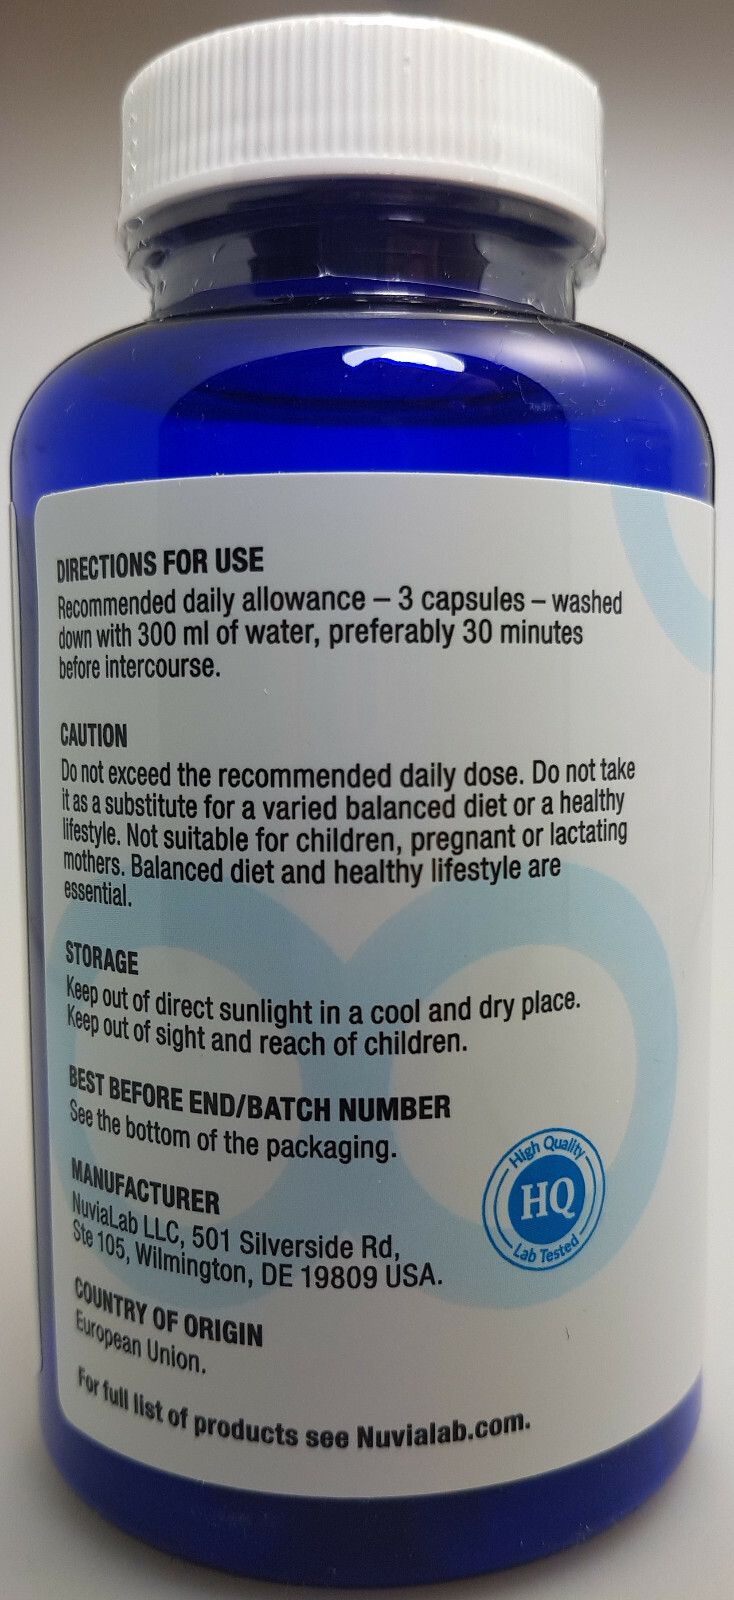 DIRECTIONS FOR USE
Recommended daily allowance – 3 capsules – washed
down with 300 ml of water, preferably 30 minutes
before intercourse.
CAUTION
Do not exceed the recommended daily dose. Do not take
it as a substitute for a varied balanced diet or a healthy
lifestyle. Not suitable for children, pregnant or lactating
mothers. Balanced diet and healthy lifestyle are
essential.
STORAGE
Keep out of direct sunlight in a cool and dry place.
Keep out of sight and reach of children.
BEST BEFORE END/BATCH NUMBER
See the bottom of the packaging.
High Quality
HQ
Lab Tested
MANUFACTURER
NuviaLab LLC, 501 Silverside Rd,
Ste 105, Wilmington, DE 19809 USA.
COUNTRY OF ORIGIN
European Union.
For full list of products see Nuvialab.com.